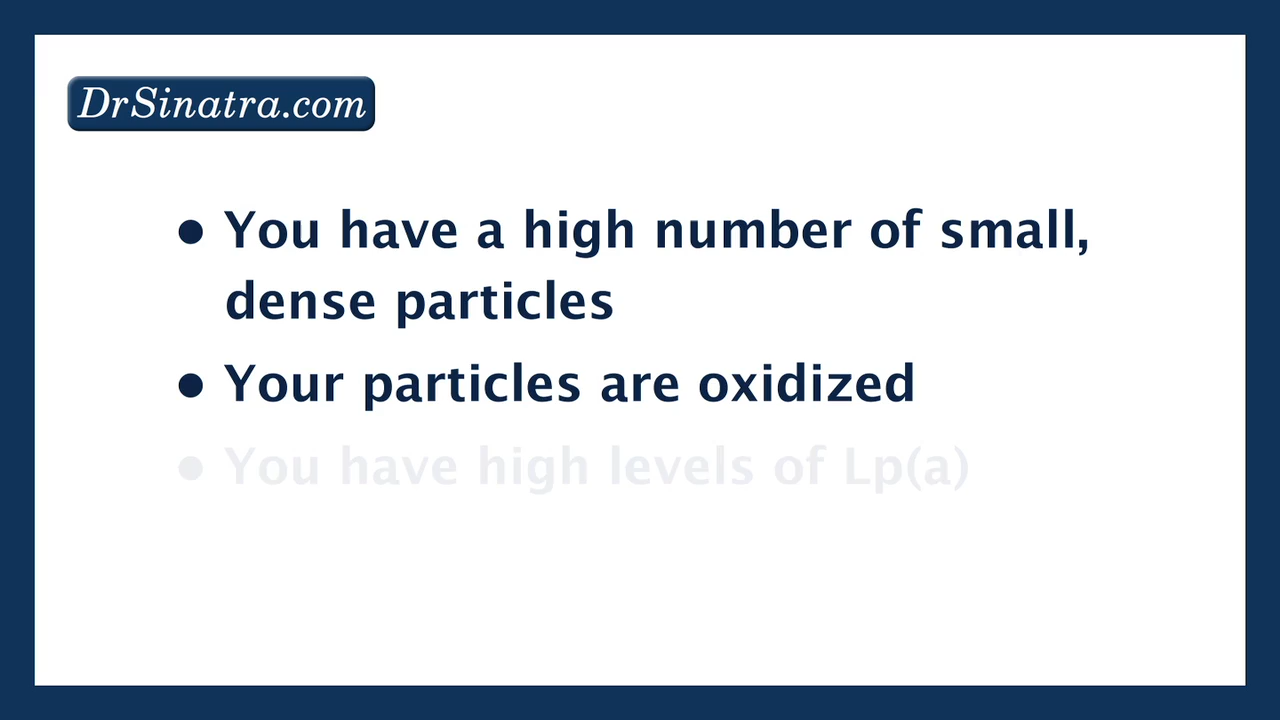 DrSinatra.com
• You have a high number of small,
dense particles
• Your particles are oxidized
• You have high levels of Lp(a)